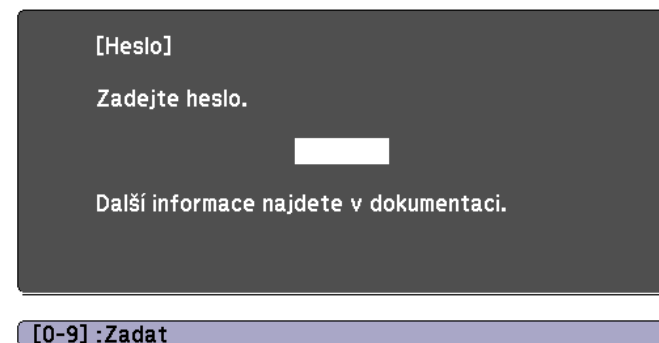 [Heslo]
Zadejte heslo.
Další informace najdete v dokumentaci.
[0-9] :Zadat